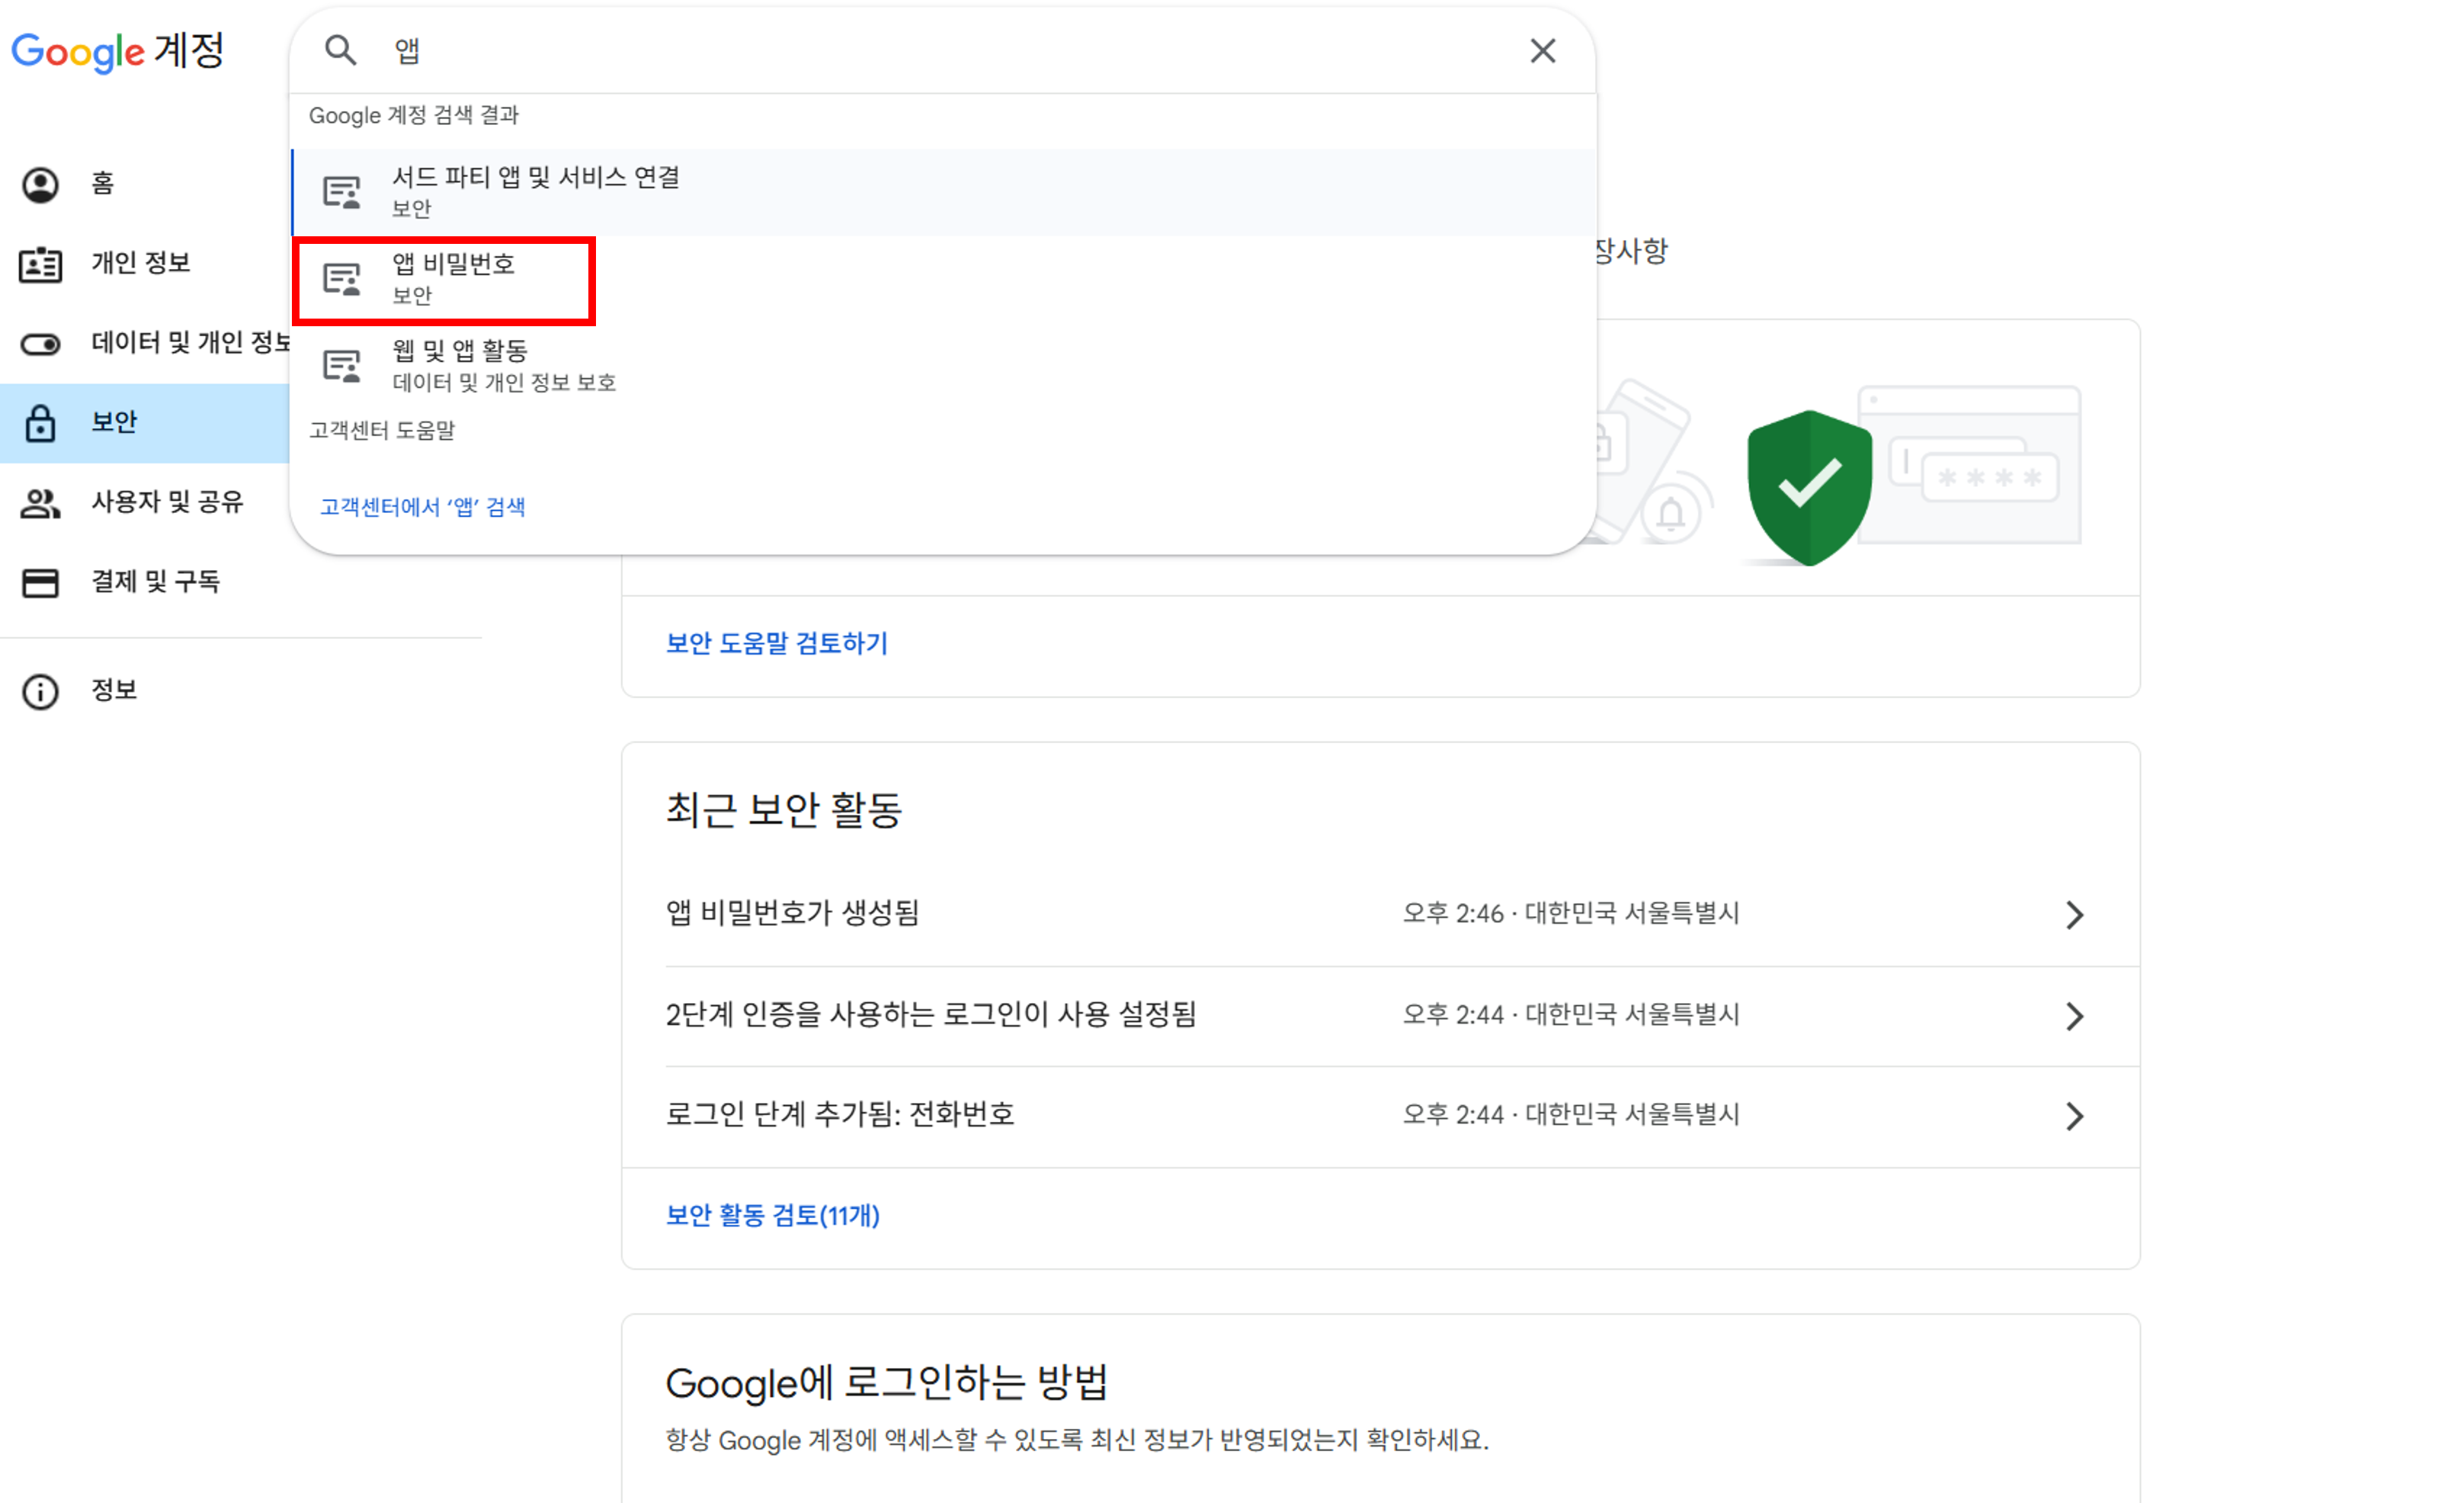 Google 계정
앱
Google 계정 검색 결과
서드 파티 앱 및 서비스 연결
보안
앱 비밀번호
보안
웹 및 앱 활동
데이터 및 개인 정보 보호
고객센터 도움말
고객센터에서 ‘앱’ 검색
홈
개인 정보
데이터 및 개인 정보
보안
사용자 및 공유
결제 및 구독
정보
장사항
****
보안 도움말 검토하기
최근 보안 활동
앱 비밀번호가 생성됨 오후 2:46 · 대한민국 서울특별시
2단계 인증을 사용하는 로그인이 사용 설정됨 오후 2:44 · 대한민국 서울특별시
로그인 단계 추가됨: 전화번호 오후 2:44 · 대한민국 서울특별시
보안 활동 검토(11개)
Google에 로그인하는 방법
항상 Google 계정에 액세스할 수 있도록 최신 정보가 반영되었는지 확인하세요.